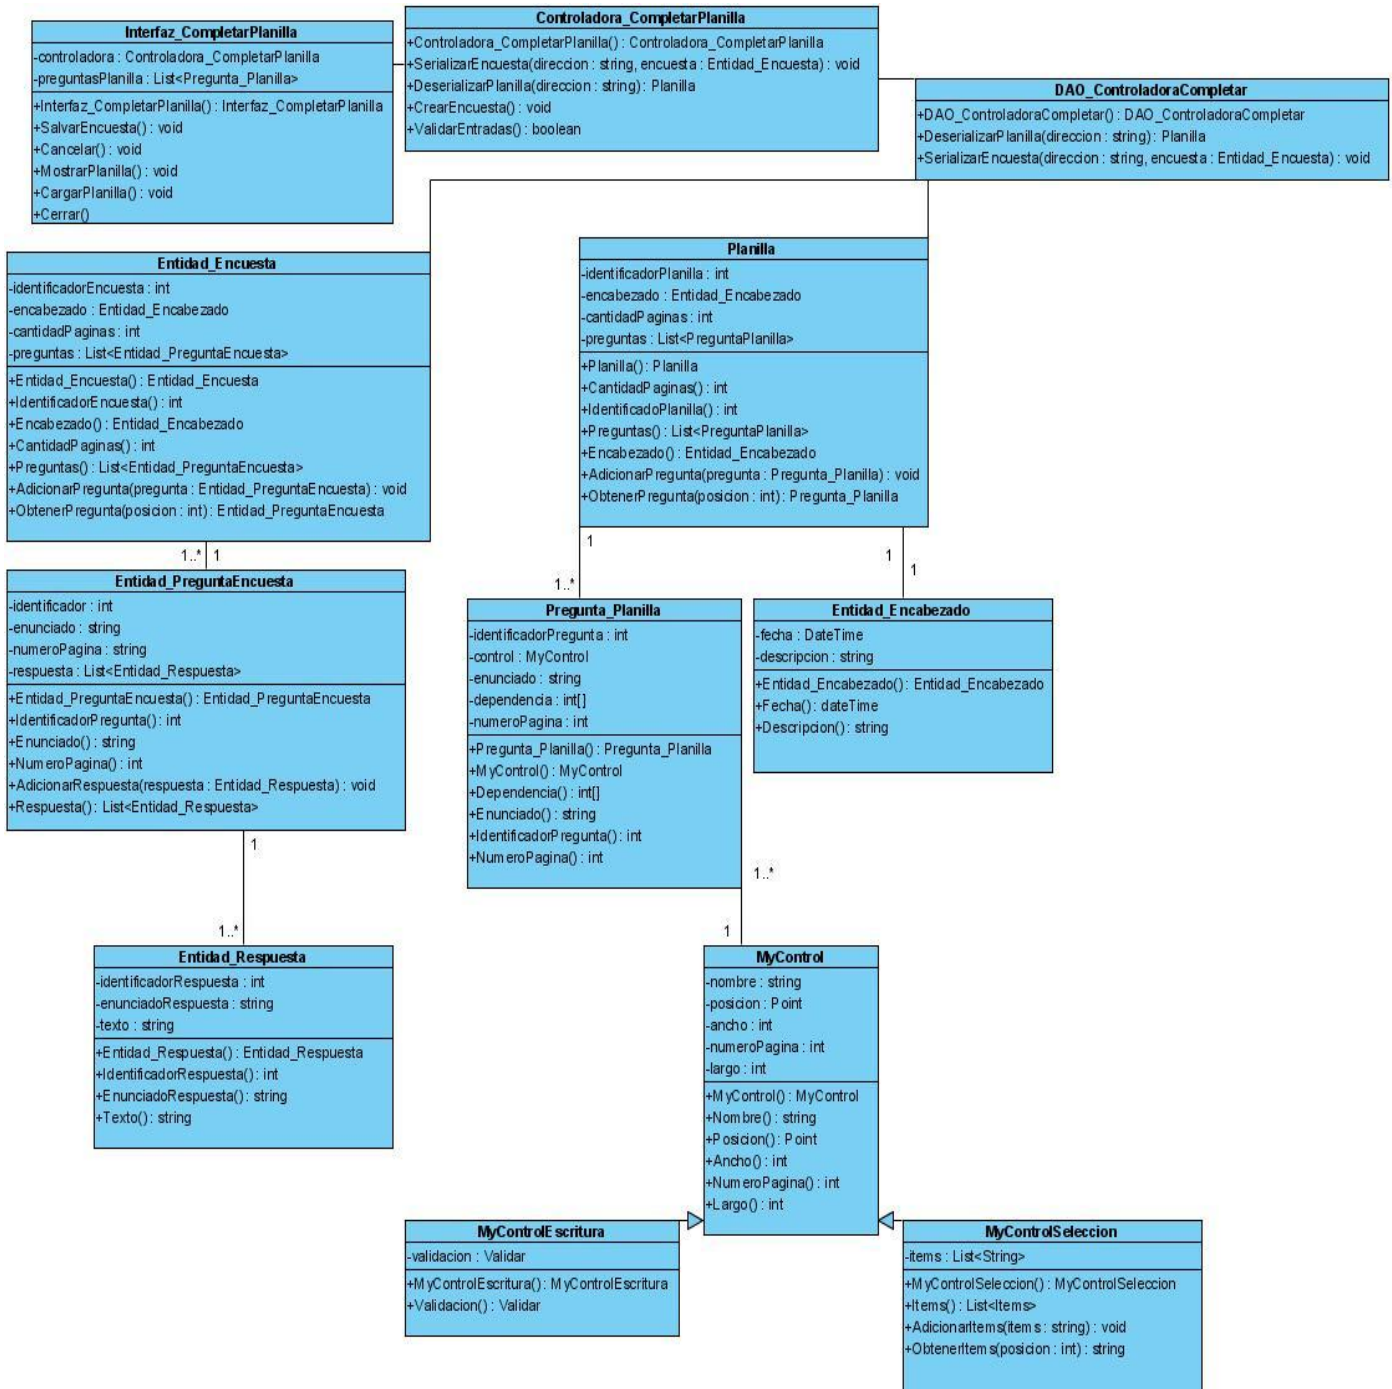 Interfaz_CompletarPlanilla
-controladora : Controladora_CompletarPlanilla
-preguntasPlanilla : List<Pregunta_Planilla>
+Interfaz_CompletarPlanilla() : Interfaz_CompletarPlanilla
+SalvarEncuesta() : void
+Cancelar() : void
+MostrarPlanilla() : void
+CargarPlanilla() : void
+Cerrar()
Controladora_CompletarPlanilla
+Controladora_CompletarPlanilla() : Controladora_CompletarPlanilla
+SerializarEncuesta(direccion : string, encuesta : Entidad_Encuesta) : void
+DeserializarPlanilla(direccion : string) : Planilla
+CrearEncuesta() : void
+ValidarEntradas() : boolean
DAO_ControladoraCompletar
+DAO_ControladoraCompletar() : DAO_ControladoraCompletar
+DeserializarPlanilla(direccion : string) : Planilla
+SerializarEncuesta(direccion : string, encuesta : Entidad_Encuesta) : void
Entidad_Encuesta
-identificadorEncuesta : int
-encabezado : Entidad_Encabezado
-cantidadPaginas : int
-preguntas : List<Entidad_PreguntaEncuesta>
+Entidad_Encuesta() : Entidad_Encuesta
+IdentificadorEncuesta() : int
+Encabezado() : Entidad_Encabezado
+CantidadPaginas() : int
+Preguntas() : List<Entidad_PreguntaEncuesta>
+AdicionarPregunta(pregunta : Entidad_PreguntaEncuesta) : void
+ObtenerPregunta(posicion : int) : Entidad_PreguntaEncuesta
Planilla
-identificadorPlanilla : int
-encabezado : Entidad_Encabezado
-cantidadPaginas : int
-preguntas : List<PreguntaPlanilla>
+Planilla() : Planilla
+CantidadPaginas() : int
+IdentificadoPlanilla() : int
+Preguntas() : List<PreguntaPlanilla>
+Encabezado() : Entidad_Encabezado
+AdicionarPregunta(pregunta : Pregunta_Planilla) : void
+ObtenerPregunta(posicion : int) : Pregunta_Planilla
1..* 1
1
1..*
1
1
Entidad_PreguntaEncuesta
-identificador : int
-enunciado : string
-numeroPagina : string
-respuesta : List<Entidad_Respuesta>
+Entidad_PreguntaEncuesta() : Entidad_PreguntaEncuesta
+IdentificadorPregunta() : int
+Enunciado() : string
+NumeroPagina() : int
+AdicionarRespuesta(respuesta : Entidad_Respuesta) : void
+Respuesta() : List<Entidad_Respuesta>
Pregunta_Planilla
-identificadorPregunta : int
-control : MyControl
-enunciado : string
-dependencia : int[]
-numeroPagina : int
+Pregunta_Planilla() : Pregunta_Planilla
+MyControl() : MyControl
+Dependencia() : int[]
+Enunciado() : string
+IdentificadorPregunta() : int
+NumeroPagina() : int
Entidad_Encabezado
-fecha : DateTime
-descripcion : string
+Entidad_Encabezado() : Entidad_Encabezado
+Fecha() : dateTime
+Descripcion() : string
1
1..*
1..*
1
Entidad_Respuesta
-identificadorRespuesta : int
-enunciadoRespuesta : string
-texto : string
+Entidad_Respuesta() : Entidad_Respuesta
+IdentificadorRespuesta() : int
+EnunciadoRespuesta() : string
+Texto() : string
MyControl
-nombre : string
-posicion : Point
-ancho : int
-numeroPagina : int
-largo : int
+MyControl() : MyControl
+Nombre() : string
+Posicion() : Point
+Ancho() : int
+NumeroPagina() : int
+Largo() : int
MyControlEscritura
-validacion : Validar
+MyControlEscritura() : MyControlEscritura
+Validacion() : Validar
MyControlSeleccion
-items : List<String>
+MyControlSeleccion() : MyControlSeleccion
+Items() : List<Items>
+AdicionarItems(items : string) : void
+ObtenerItems(posicion : int) : string